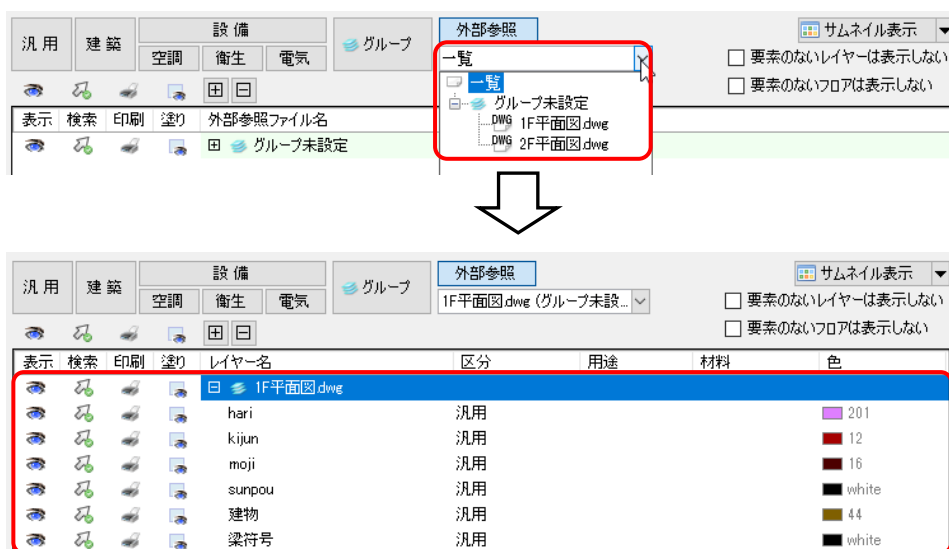 汎用 建築 設備 グループ 外部参照 サムネイル表示
空調 衛生 電気 一覧 要素のないレイヤーは表示しない
要素のないフロアは表示しない
一覧
グループ未設定
DWG 1F平面図.dwg
DWG 2F平面図.dwg
表示 検索 印刷 塗り 外部参照ファイル名
グループ未設定
汎用 建築 設備 グループ 外部参照 サムネイル表示
空調 衛生 電気 1F平面図.dwg (グループ未設... 要素のないレイヤーは表示しない
要素のないフロアは表示しない
表示 検索 印刷 塗り レイヤー名 区分 用途 材料 色
1F平面図.dwg
hari 汎用 201
kijun 汎用 12
moji 汎用 16
sunpou 汎用 white
建物 汎用 44
梁符号 汎用 white